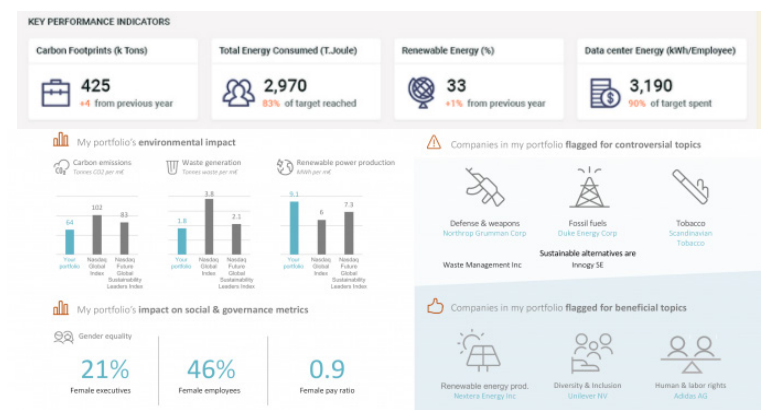 KEY PERFORMANCE INDICATORS
Carbon Footprints (k Tons)
425
+4 from previous year
Total Energy Consumed (T.Joule)
2,970
83% of target reached
Renewable Energy (%)
33
+1% from previous year
Data center Energy (kWh/Employee)
3,190
90% of target spent
My portfolio's environmental impact
Carbon emissions
Tonnes CO2 per m€
64
102
83
Your portfolio
Nasdaq Global Index
Nasdaq Future Global Sustainability Leaders Index
Waste generation
Tonnes waste per m€
1.8
3.8
2.1
Your portfolio
Nasdaq Global Index
Nasdaq Future Global Sustainability Leaders Index
Renewable power production
MWh per m€
9.1
6
7.3
Your portfolio
Nasdaq Global Index
Nasdaq Future Global Sustainability Leaders Index
My portfolio's impact on social & governance metrics
Gender equality
21%
Female executives
46%
Female employees
0.9
Female pay ratio
Companies in my portfolio flagged for controversial topics
Defense & weapons
Northrop Grumman Corp
Fossil fuels
Duke Energy Corp
Tobacco
Scandinavian
Tobacco
Sustainable alternatives are
Waste Management Inc
Innogy SE
Companies in my portfolio flagged for beneficial topics
Renewable energy prod.
Nextera Energy Inc
Diversity & Inclusion
Unilever NV
Human & labor rights
Adidas AG